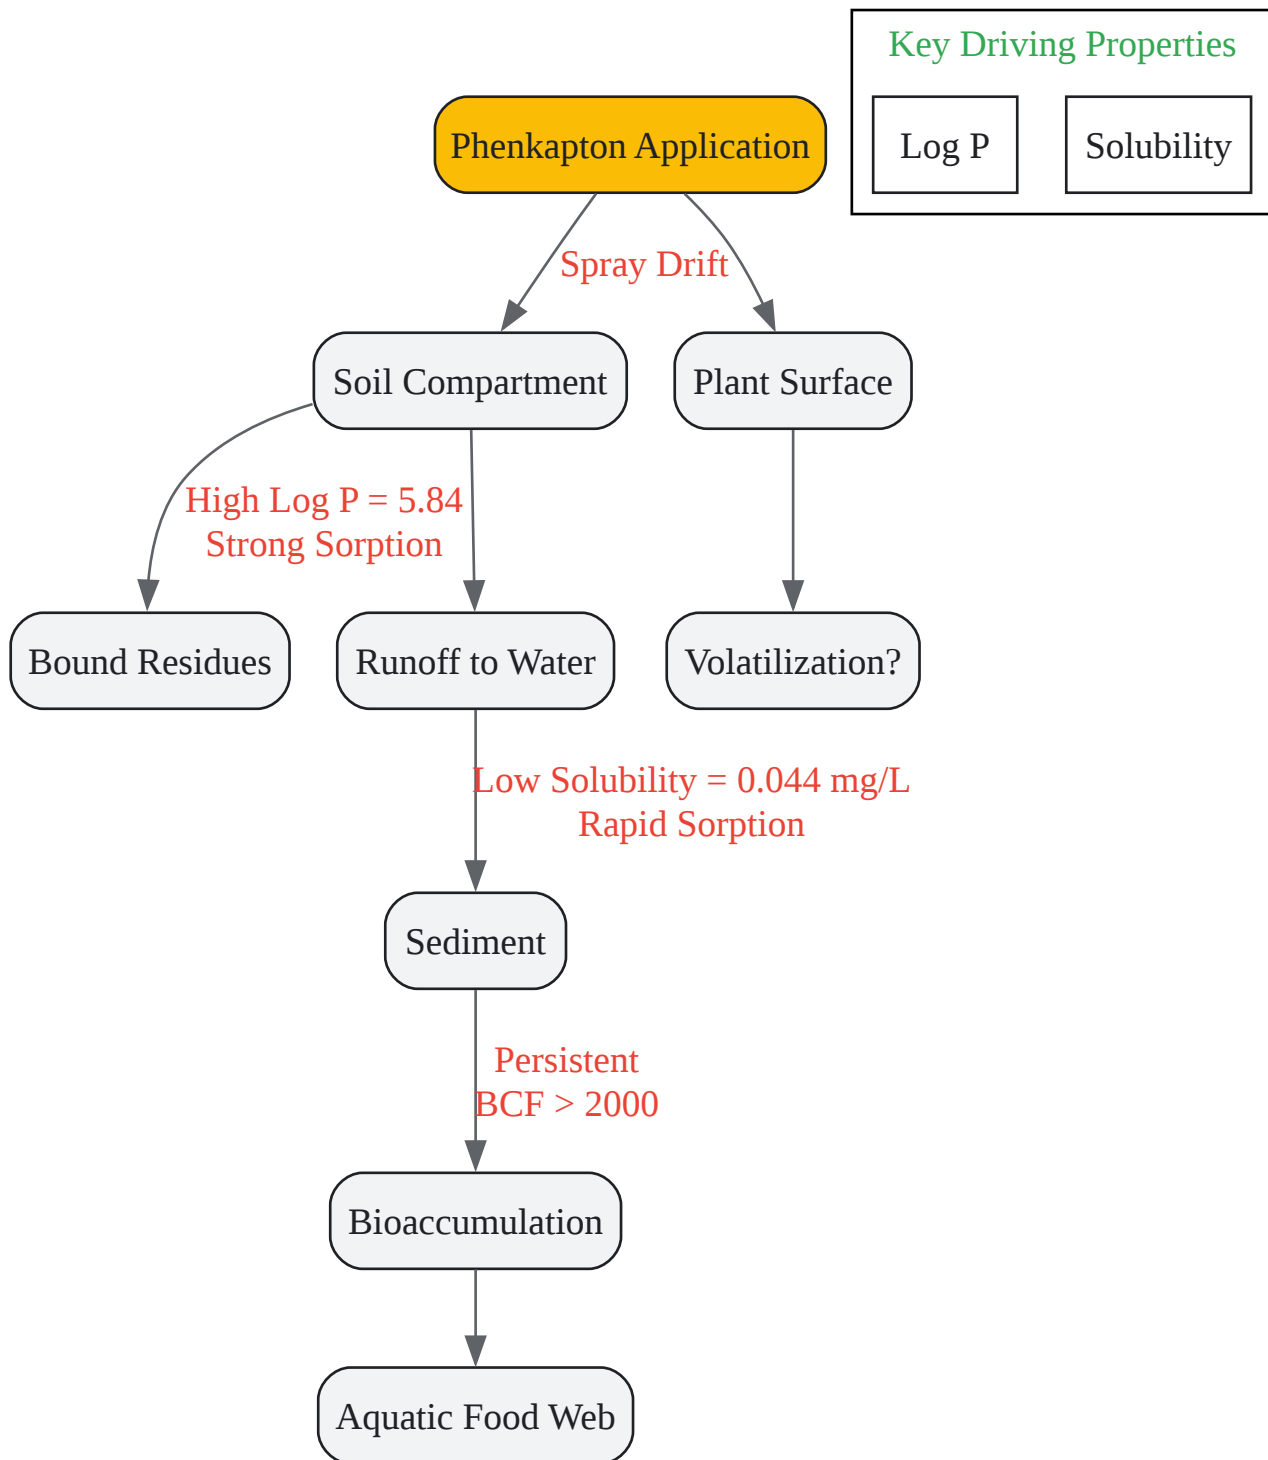 Key Driving Properties
Phenkapton Application
Log P
Solubility
Spray Drift
Soil Compartment
Plant Surface
High Log P = 5.84
Strong Sorption
Bound Residues
Runoff to Water
Volatilization?
Low Solubility = 0.044 mg/L
Rapid Sorption
Sediment
Persistent
BCF > 2000
Bioaccumulation
Aquatic Food Web